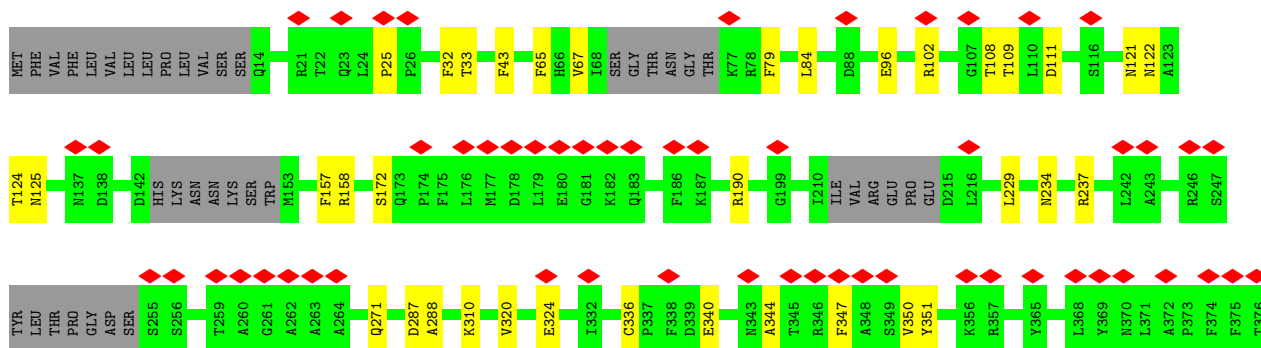 MET PHE VAL PHE LEU VAL LEU LEU PRO LEU VAL SER SER Q14 R21 T22 Q23 L24 P25 P26 F32 T33 F43 F65 H66 V67 I68 SER GLY THR ASN GLY THR K77 R78 F79 L84 D88 E96 R102 G107 T108 T109 L110 D111 S116 N121 N122 A123
T124 N125 N137 D138 D142 HIS LYS ASN ASN LYS SER TRP M153 F157 R158 S172 Q173 P174 F175 L176 M177 D178 L179 E180 G181 K182 Q183 F186 K187 R190 G199 I210 ILE VAL ARG GLU PRO GLU D215 L216 L229 N234 R237 L242 A243 R246 S247
TYR LEU THR PRO GLY ASP SER S255 S256 T259 A260 G261 A262 A263 A264 Q271 D287 A288 K310 V320 E324 I332 C336 P337 F338 D339 E340 N343 A344 T345 R346 F347 A348 S349 V350 Y351 K356 R357 Y365 L368 Y369 N370 L371 A372 P373 F374 F375 T376